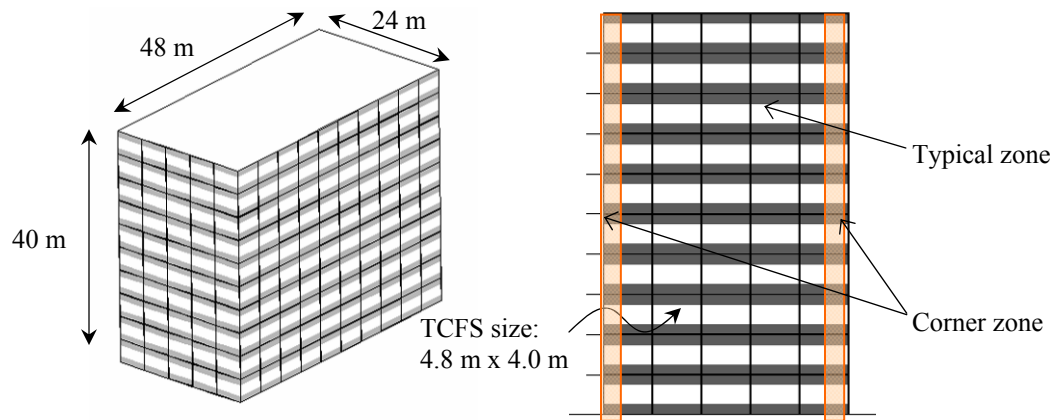 48 m
24 m
40 m
Typical zone
Corner zone
TCFS size:
4.8 m x 4.0 m